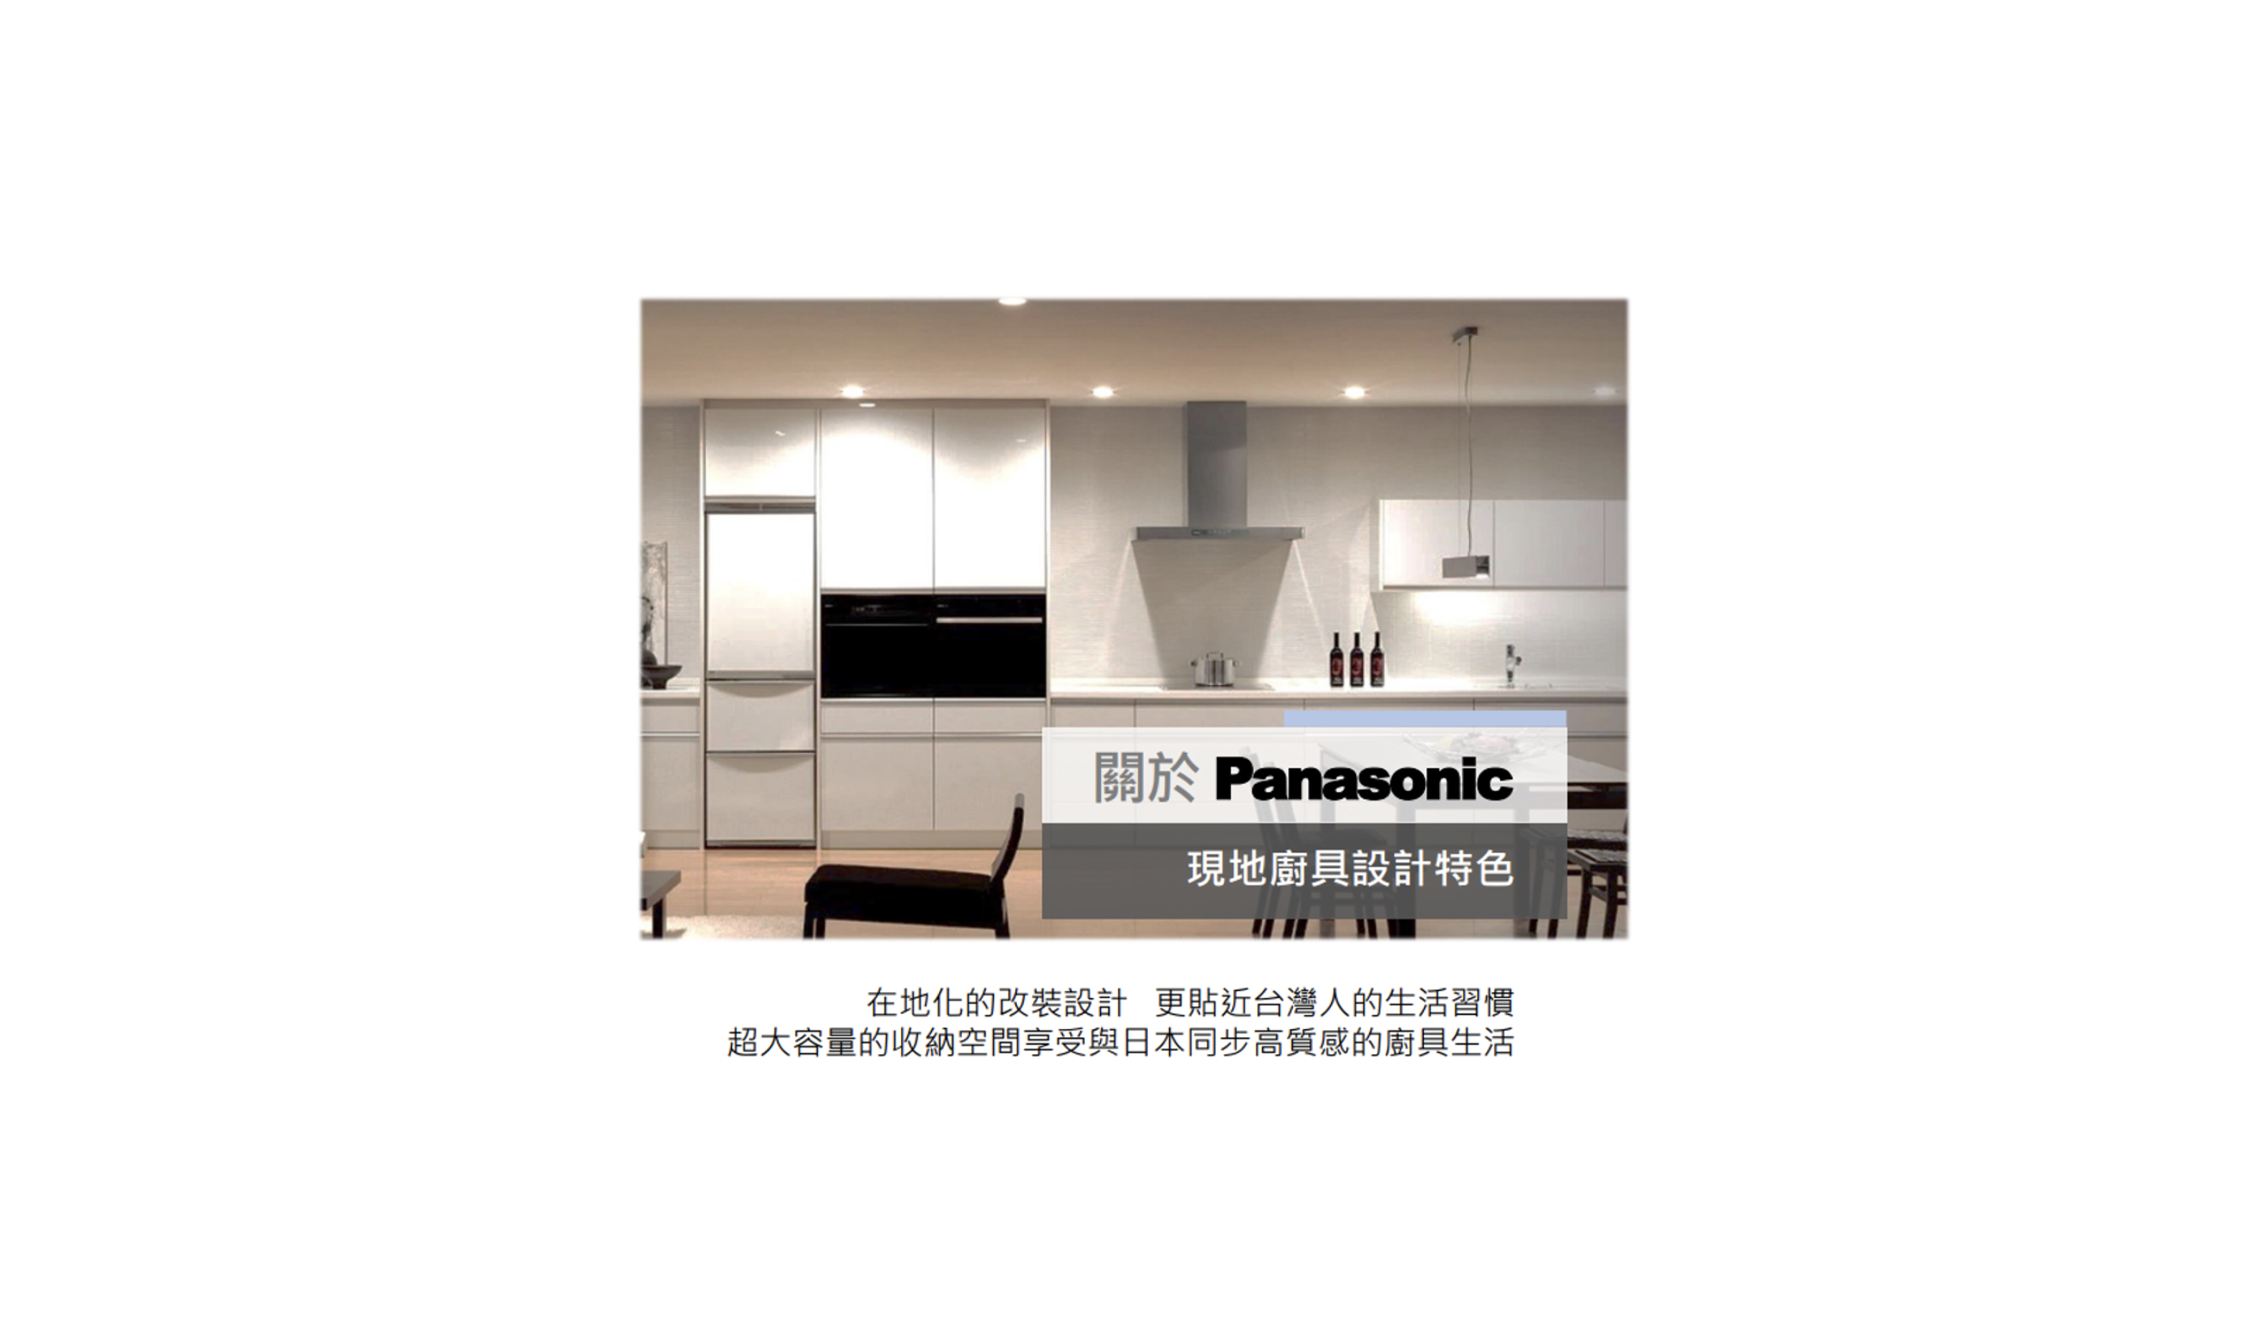 關於 Panasonic
現地廚具設計特色
在地化的改裝設計 更貼近台灣人的生活習慣
超大容量的收納空間享受與日本同步高質感的廚具生活